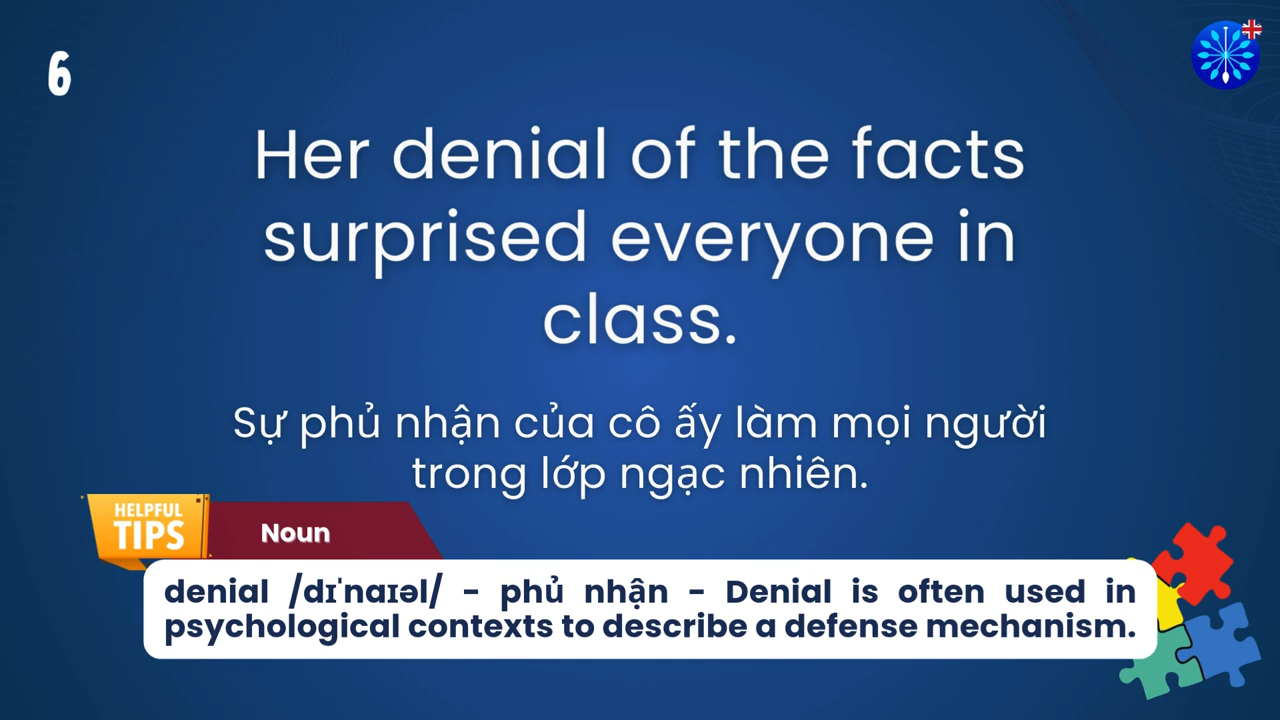 6
Her denial of the facts
surprised everyone in
class.
Sự phủ nhận của cô ấy làm mọi người
trong lớp ngạc nhiên.
HELPFUL
TIPS
Noun
denial /dɪˈnaɪəl/ - phủ nhận - Denial is often used in
psychological contexts to describe a defense mechanism.